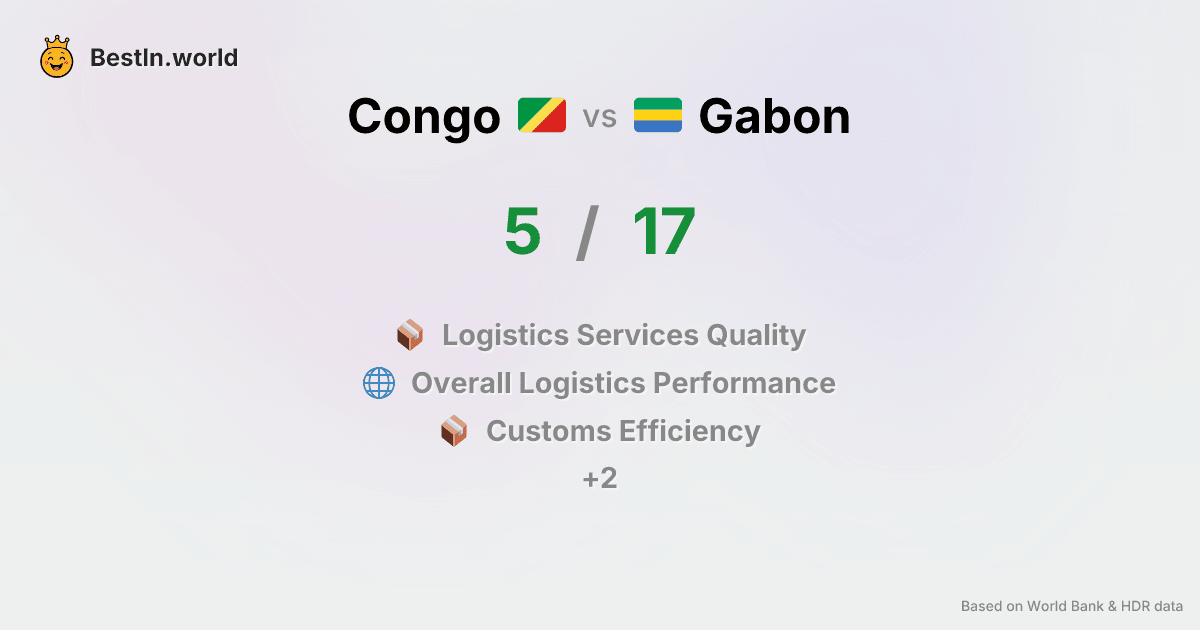 BestIn.world
Congo vs Gabon
5 / 17
Logistics Services Quality
Overall Logistics Performance
Customs Efficiency
+2
Based on World Bank & HDR data